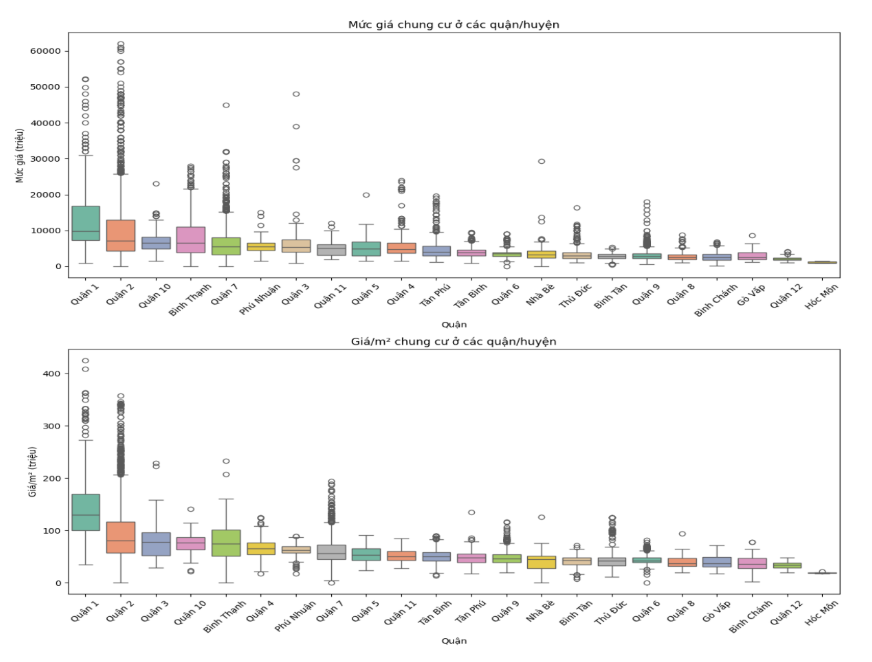 Mức giá chung cư ở các quận/huyện
Mức giá (triệu)
60000
50000
40000
30000
20000
10000
0
Quận 1
Quận 2
Quận 10
Bình Thạnh
Quận 7
Phú Nhuận
Quận 3
Quận 11
Quận 5
Quận 4
Tân Phú
Tân Bình
Quận 6
Nhà Bè
Thủ Đức
Bình Tân
Quận 9
Quận 8
Bình Chánh
Gò Vấp
Quận 12
Hóc Môn
Quận
Giá/m² chung cư ở các quận/huyện
Giá/m² (triệu)
400
300
200
100
0
Quận 1
Quận 2
Quận 3
Quận 10
Bình Thạnh
Quận 4
Phú Nhuận
Quận 7
Quận 5
Quận 11
Tân Bình
Tân Phú
Quận 9
Nhà Bè
Bình Tân
Thủ Đức
Quận 6
Quận 8
Gò Vấp
Bình Chánh
Quận 12
Hóc Môn
Quận